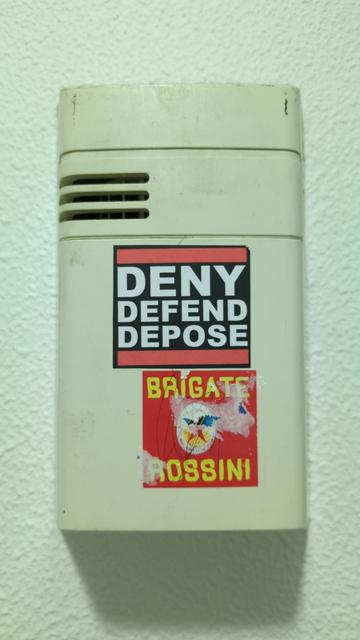 DENY
DEFEND
DEPOSE
BRIGATE
ROSSINI